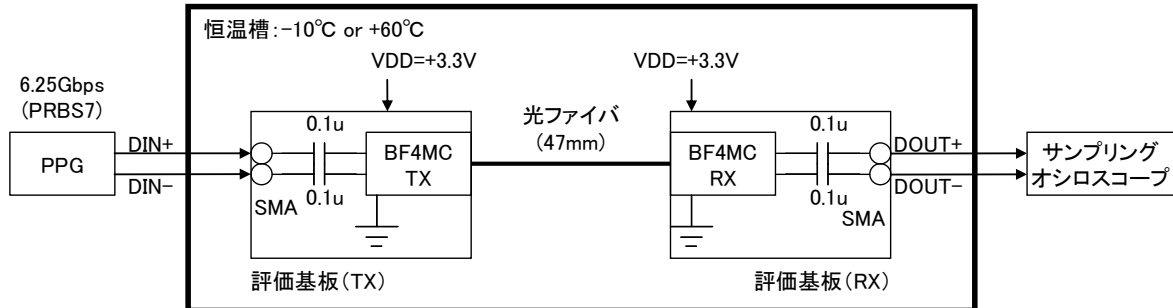 恒温槽:-10℃ or +60℃
6.25Gbps
(PRBS7)
PPG
DIN+
DIN-
SMA
0.1u
0.1u
VDD=+3.3V
BF4MC
TX
評価基板(TX)
光ファイバ
(47mm)
VDD=+3.3V
BF4MC
RX
0.1u
0.1u
SMA
評価基板(RX)
DOUT+
DOUT-
サンプリング
オシロスコープ